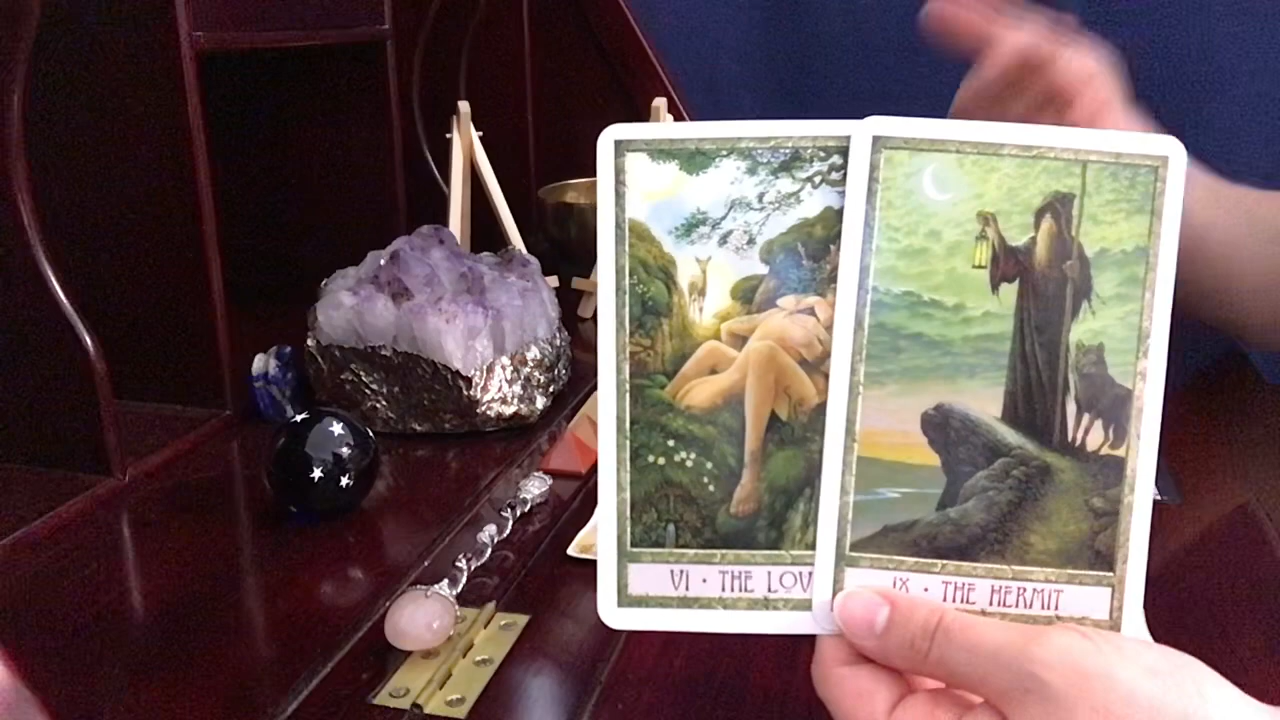 VI · THE LOV
IX · THE HERMIT